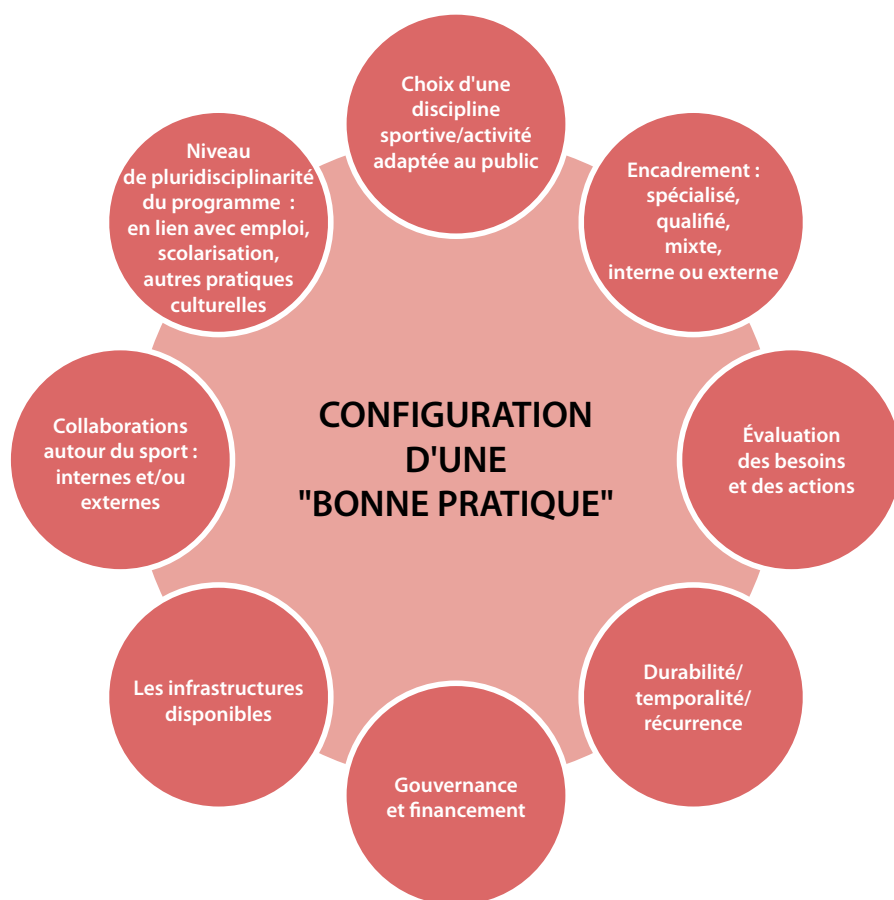 Choix d'une
discipline
sportive/activité
adaptée au public
Encadrement :
spécialisé,
qualifié,
mixte,
interne ou externe
Évaluation
des besoins
et des actions
Durabilité/
temporalité/
récurrence
Gouvernance
et financement
Les infrastructures
disponibles
Collaborations
autour du sport :
internes et/ou
externes
Niveau
de pluridisciplinarité
du programme :
en lien avec emploi,
scolarisation,
autres pratiques
culturelles
CONFIGURATION
D'UNE
"BONNE PRATIQUE"